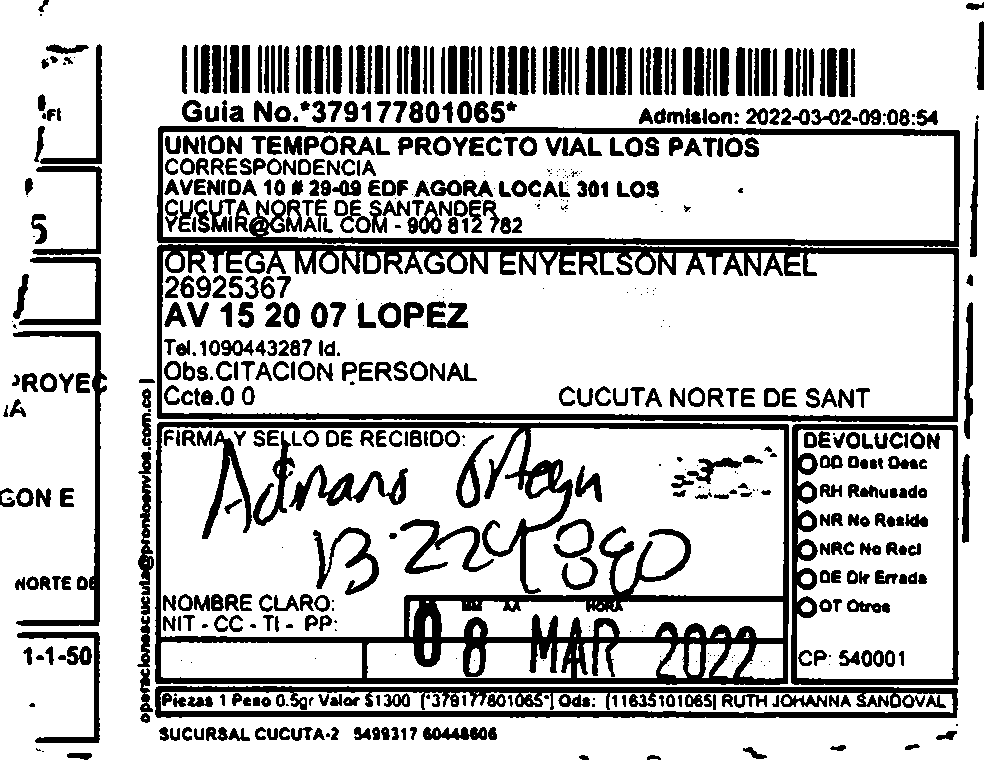 Guia No.*379177801065*
Admision: 2022-03-02-09:08:54
UNION TEMPORAL PROYECTO VIAL LOS PATIOS
CORRESPONDENCIA
AVENIDA 10 # 29-09 EDF AGORA LOCAL 301 LOS
CUCUTA NORTE DE SANTANDER
YEISMIR@GMAIL COM - 900 812 782
ORTEGA MONDRAGON ENYERLSON ATANAEL
26925367
AV 15 20 07 LOPEZ
Tel.1090443287 Id.
Obs.CITACION PERSONAL
Ccte.0 0
CUCUTA NORTE DE SANT
FIRMA Y SELLO DE RECIBIDO:
Adriano Ortega
13.224880
NOMBRE CLARO:
NIT - CC - TI - PP:
MM AA HORA
08 MAR 2022
DEVOLUCION
DD Dest Desc
RH Rehusado
NR No Reside
NRC No Recl
DE Dir Errada
OT Otros
CP: 540001
Piezas 1 Peso 0.5gr Valor $1300 [*379177801065*] Ods: [11635101065] RUTH JOHANNA SANDOVAL
SUCURSAL CUCUTA-2 5499317 60448606
operacionescucuta@prontoenvios.com.co
5
PROYEC
IA
GON E
NORTE DE
1-1-50